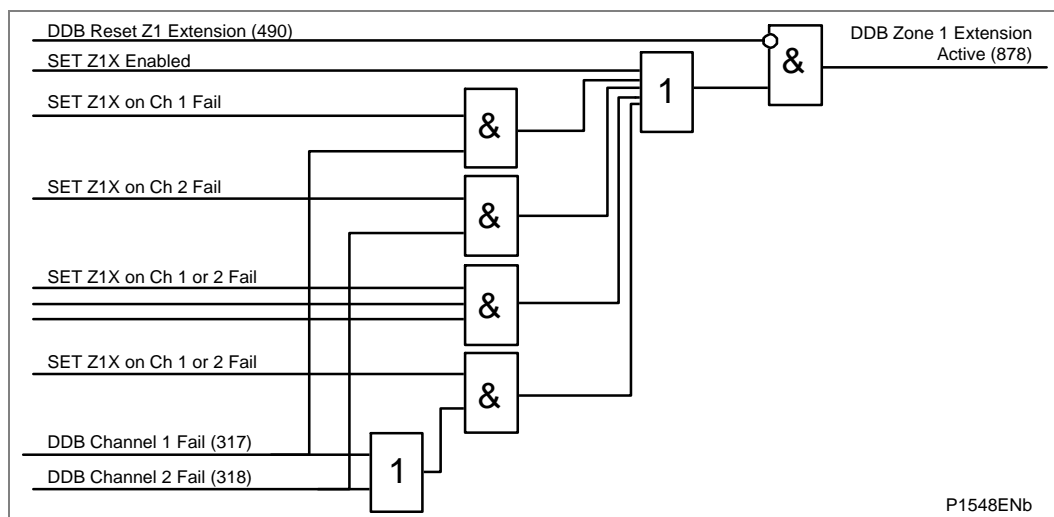 DDB Reset Z1 Extension (490)
DDB Zone 1 Extension
Active (878)
SET Z1X Enabled
&
1
SET Z1X on Ch 1 Fail
&
SET Z1X on Ch 2 Fail
&
SET Z1X on Ch 1 or 2 Fail
&
SET Z1X on Ch 1 or 2 Fail
&
DDB Channel 1 Fail (317)
1
DDB Channel 2 Fail (318)
P1548ENb